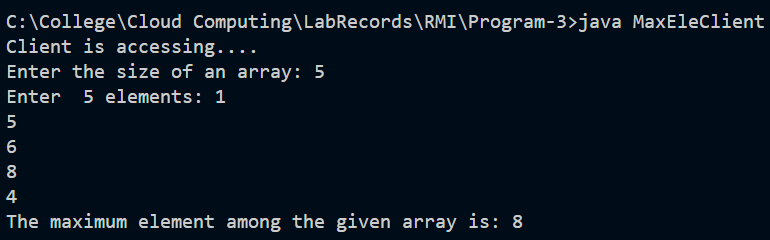 C:\College\Cloud Computing\LabRecords\RMI\Program-3>java MaxEleClient
Client is accessing....
Enter the size of an array: 5
Enter  5 elements: 1
5
6
8
4
The maximum element among the given array is: 8